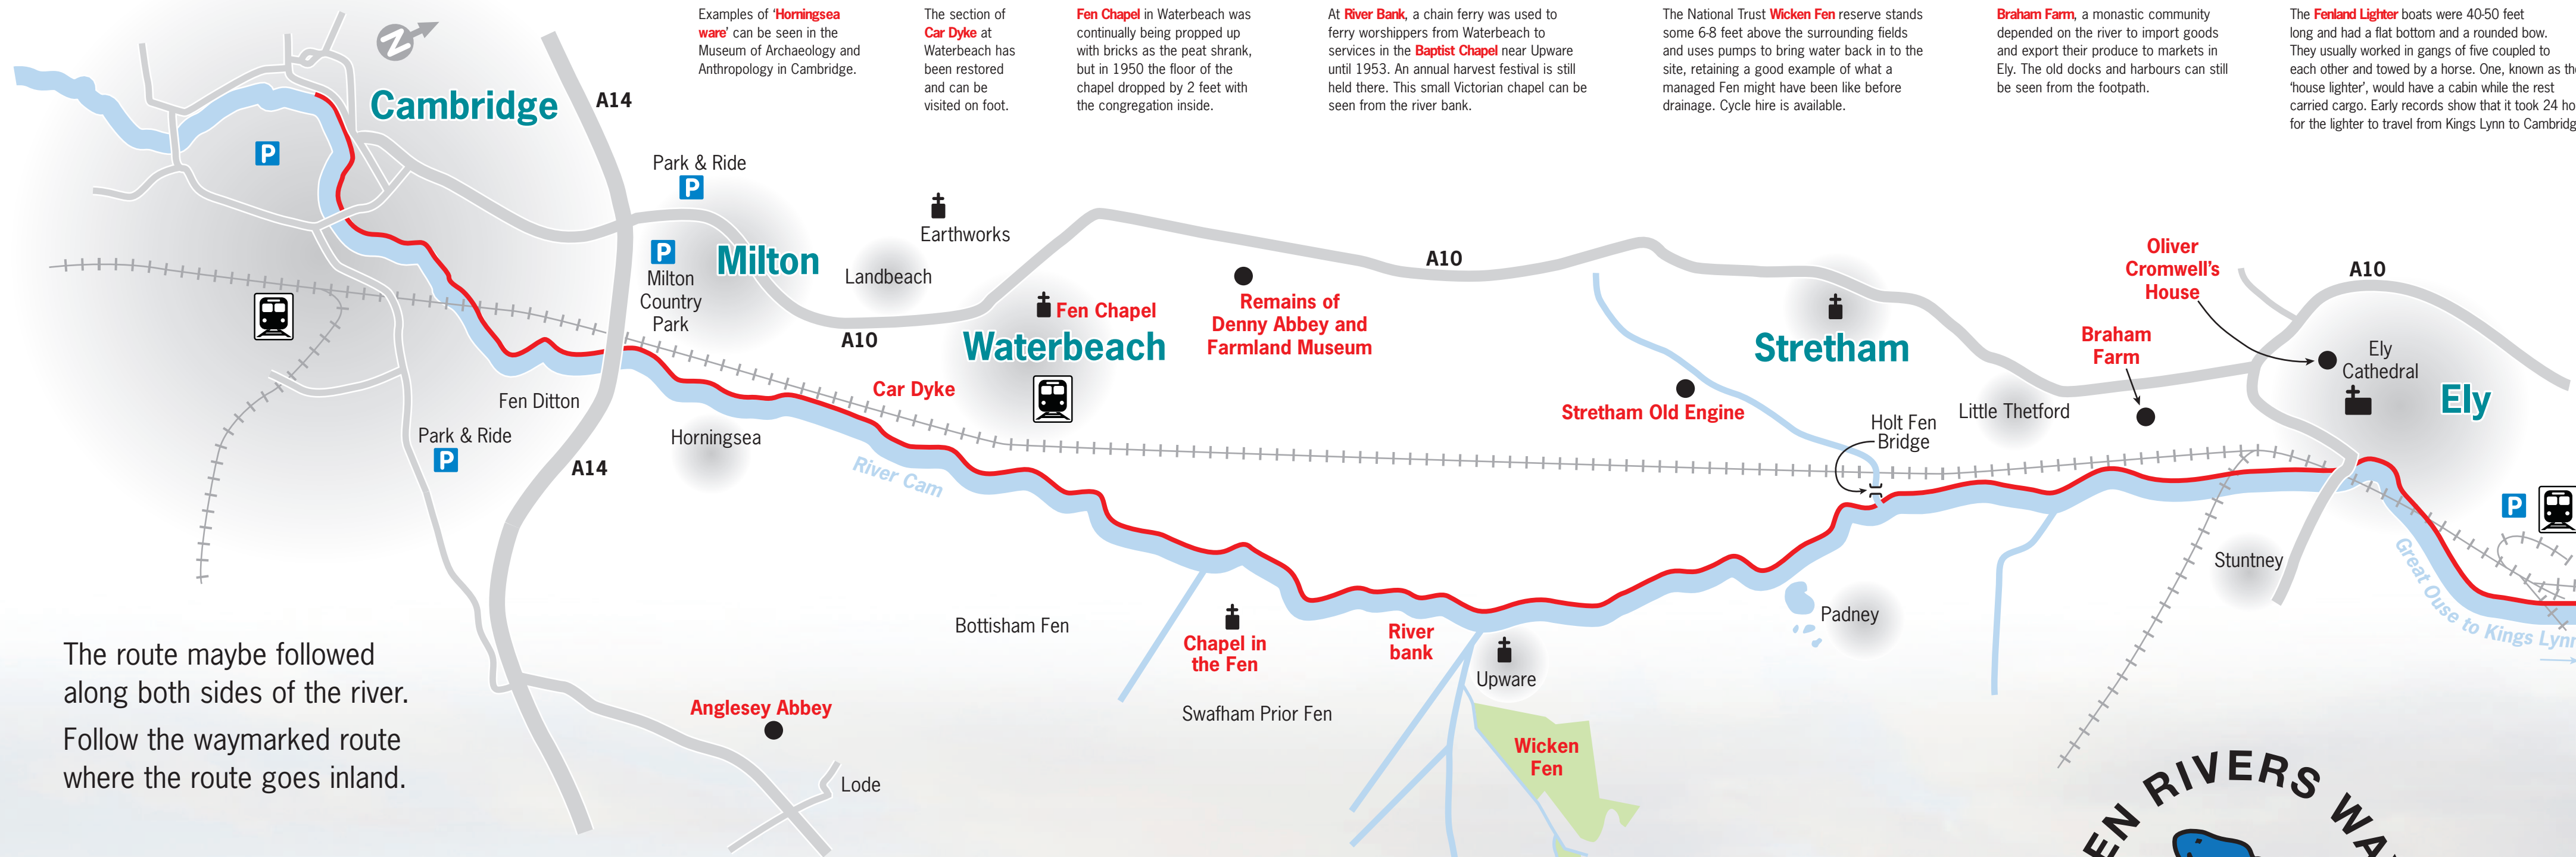 Examples of ‘Horningsea
ware’ can be seen in the
Museum of Archaeology and
Anthropology in Cambridge.
The section of
Car Dyke at
Waterbeach has
been restored
and can be
visited on foot.
Fen Chapel in Waterbeach was
continually being propped up
with bricks as the peat shrank,
but in 1950 the floor of the
chapel dropped by 2 feet with
the congregation inside.
At River Bank, a chain ferry was used to
ferry worshippers from Waterbeach to
services in the Baptist Chapel near Upware
until 1953. An annual harvest festival is still
held there. This small Victorian chapel can be
seen from the river bank.
The National Trust Wicken Fen reserve stands
some 6-8 feet above the surrounding fields
and uses pumps to bring water back in to the
site, retaining a good example of what a
managed Fen might have been like before
drainage. Cycle hire is available.
Braham Farm, a monastic community
depended on the river to import goods
and export their produce to markets in
Ely. The old docks and harbours can still
be seen from the footpath.
The Fenland Lighter boats were 40-50 feet
long and had a flat bottom and a rounded bow.
They usually worked in gangs of five coupled to
each other and towed by a horse. One, known as the
‘house lighter’, would have a cabin while the rest
carried cargo. Early records show that it took 24 ho
for the lighter to travel from Kings Lynn to Cambridg
N
Cambridge
A14
P
Park & Ride
P
P
Milton
Country
Park
Milton
Earthworks
Landbeach
A10
Fen Chapel
Waterbeach
Remains of
Denny Abbey and
Farmland Museum
A10
Stretham
Stretham Old Engine
Holt Fen
Bridge
Little Thetford
Braham
Farm
Oliver
Cromwell’s
House
A10
Ely
Cathedral
Ely
P
Car Dyke
Fen Ditton
Park & Ride
P
A14
Horningsea
River Cam
Bottisham Fen
Chapel in
the Fen
River
bank
Upware
Swafham Prior Fen
Wicken
Fen
Padney
Stuntney
Great Ouse to Kings Lynn
Anglesey Abbey
Lode
The route maybe followed
along both sides of the river.
Follow the waymarked route
where the route goes inland.
EN RIVERS WA